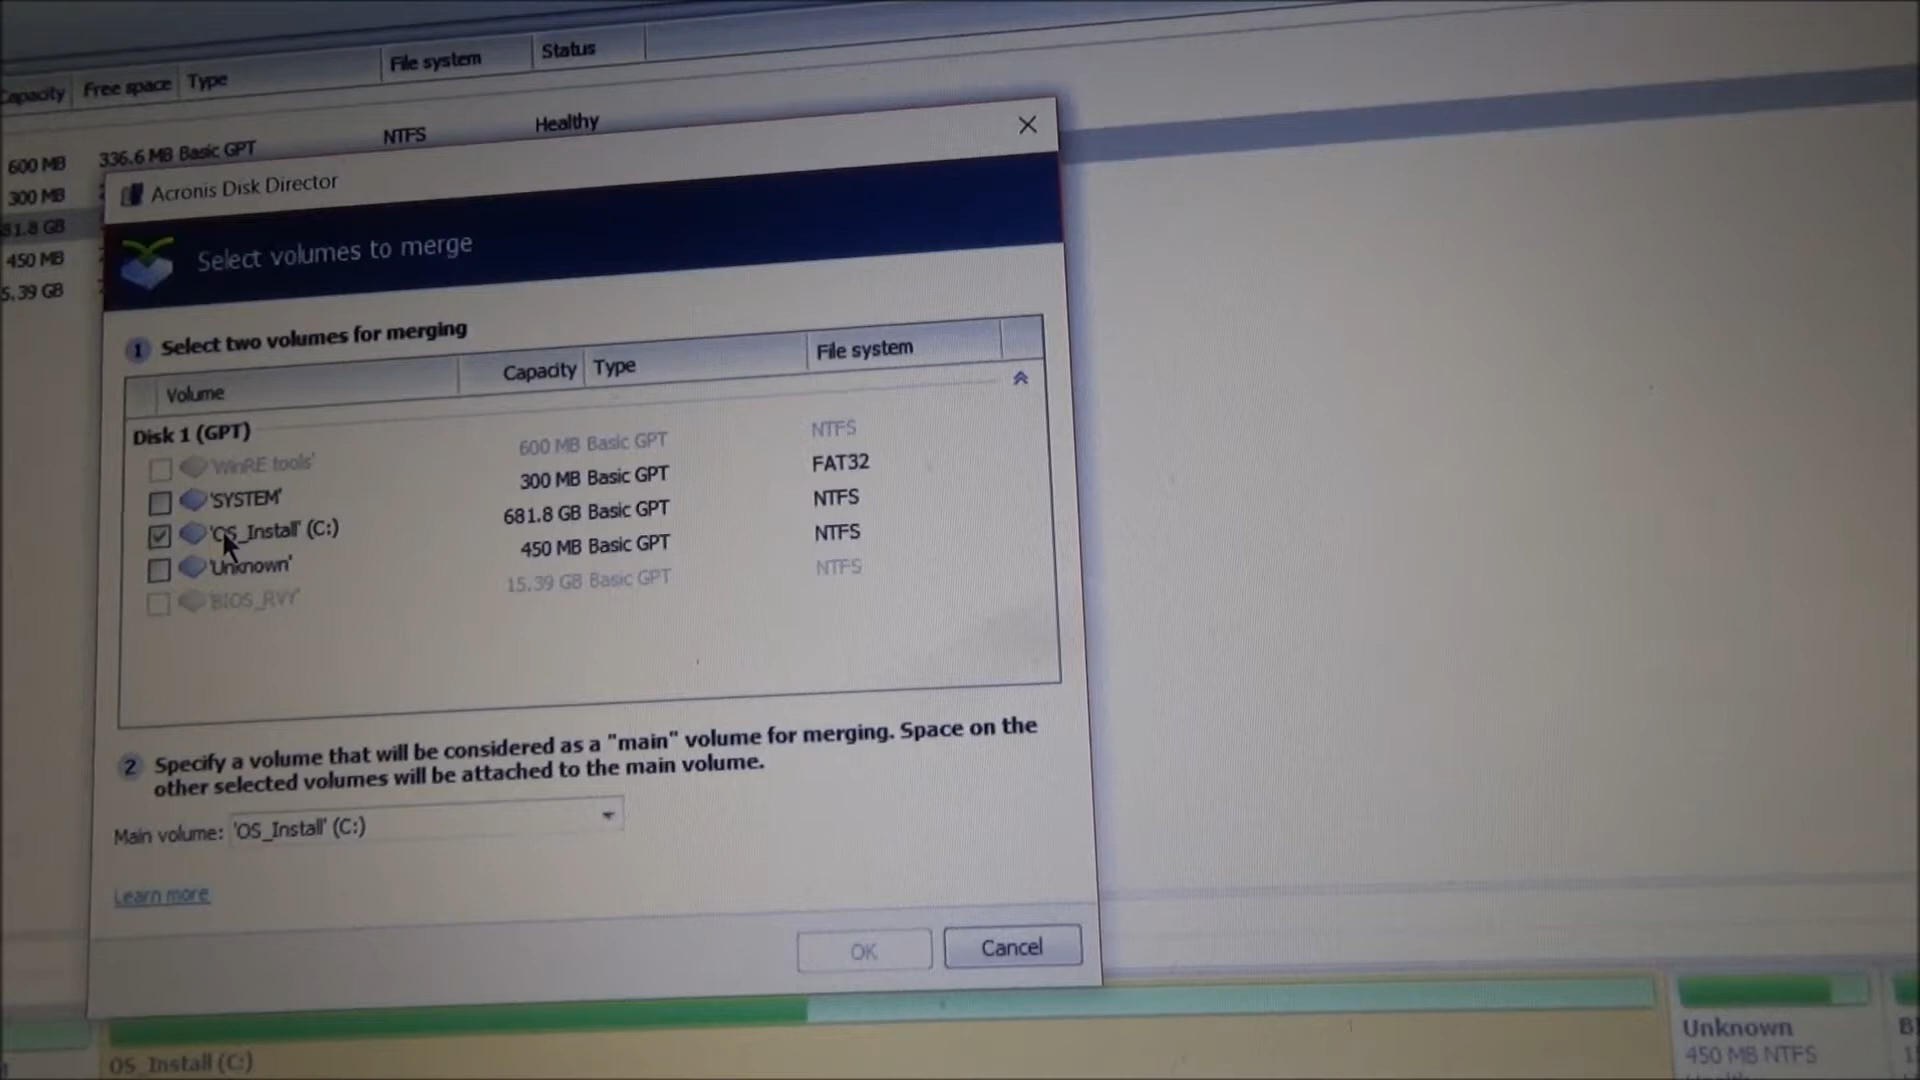 Capacity Free space Type File system Status
600 MB 336.6 MB Basic GPT NTFS Healthy
300 MB
81.8 GB
450 MB
5.39 GB
Acronis Disk Director
Select volumes to merge
1 Select two volumes for merging
Volume Capacity Type File system
Disk 1 (GPT)
'WinRE tools' 600 MB Basic GPT NTFS
'SYSTEM' 300 MB Basic GPT FAT32
'OS_Install' (C:) 681.8 GB Basic GPT NTFS
'Unknown' 450 MB Basic GPT NTFS
'BIOS_RVY' 15.39 GB Basic GPT NTFS
2 Specify a volume that will be considered as a "main" volume for merging. Space on the
other selected volumes will be attached to the main volume.
Main volume: 'OS_Install' (C:)
Learn more
OK Cancel
OS_Install (C:)
Unknown
450 MB NTFS